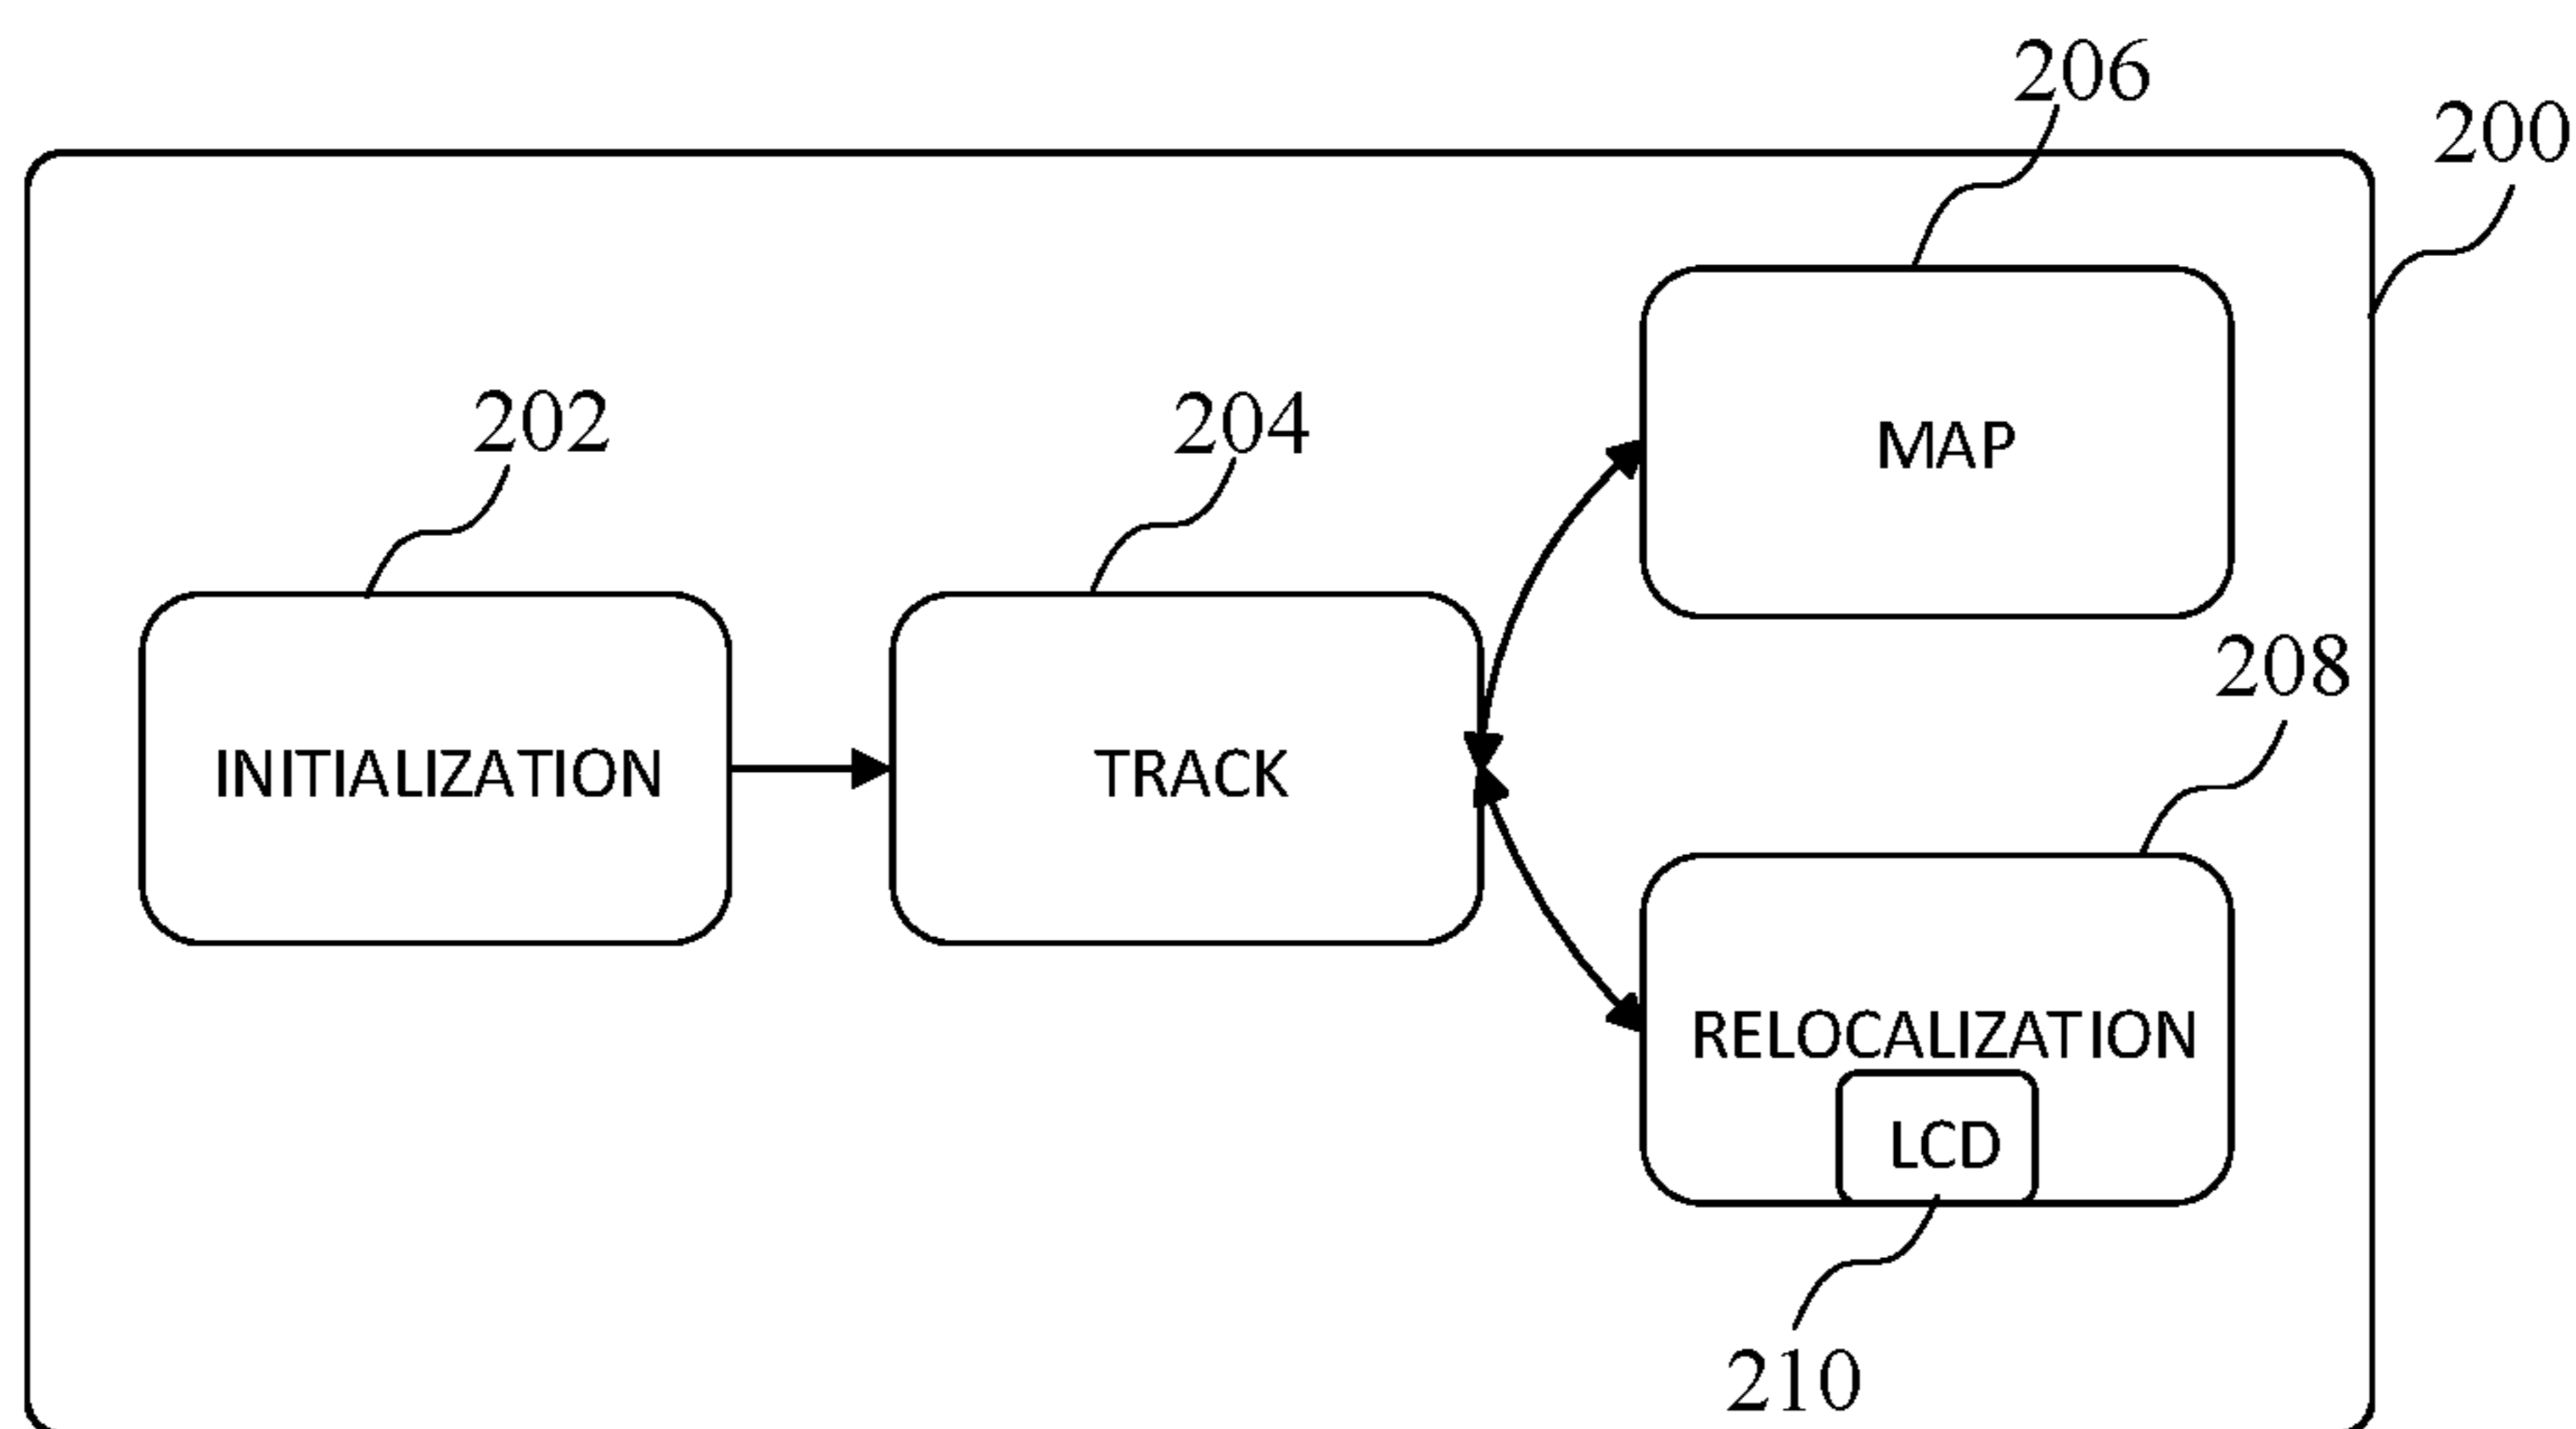 206
200
202
204
MAP
208
INITIALIZATION
TRACK
RELOCALIZATION
LCD
210